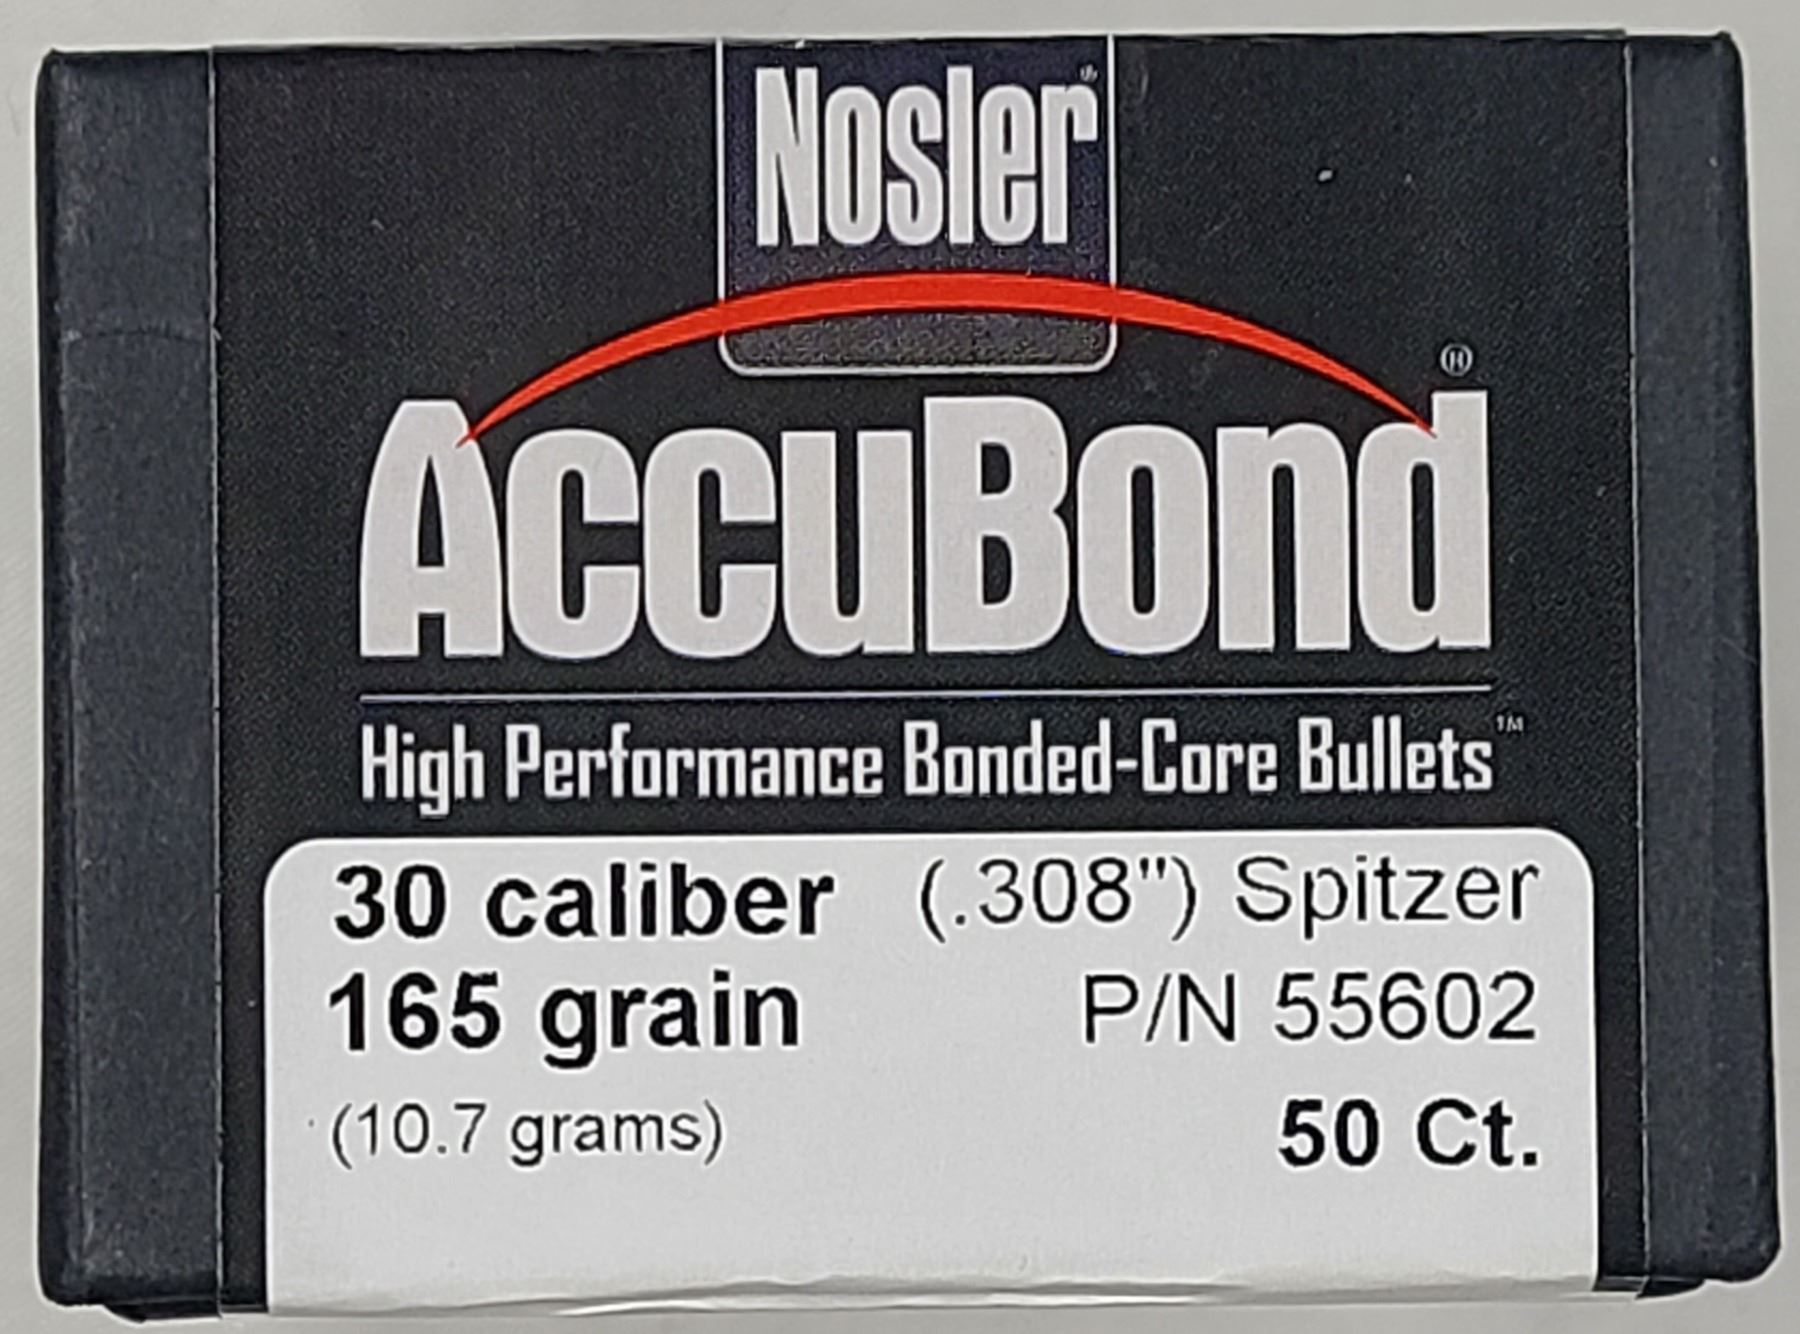 Nosler®
AccuBond®
High Performance Bonded-Core Bullets™
30 caliber (.308") Spitzer
165 grain P/N 55602
(10.7 grams) 50 Ct.